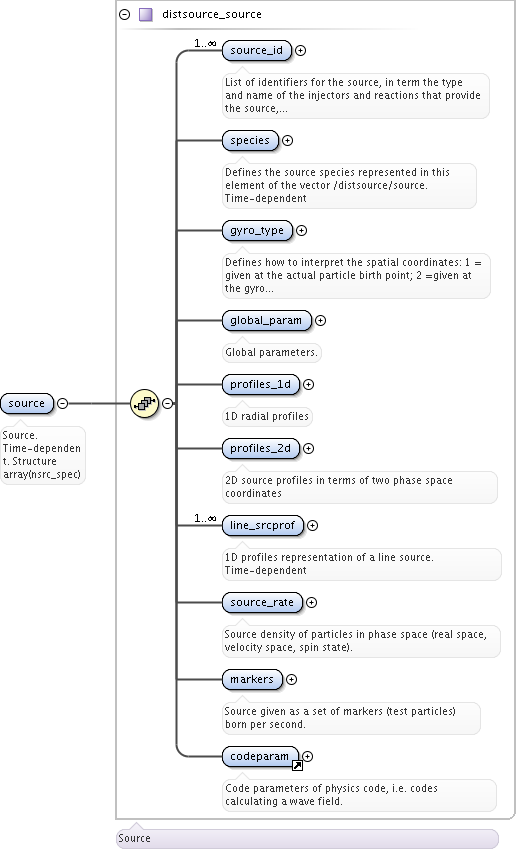 distsource_source
1..∞
source_id
List of identifiers for the source, in term the type
and name of the injectors and reactions that provide
the source,...
species
Defines the source species represented in this
element of the vector /distsource/source.
Time-dependent
gyro_type
Defines how to interpret the spatial coordinates: 1 =
given at the actual particle birth point; 2 =given at
the gyro...
global_param
Global parameters.
profiles_1d
1D radial profiles
source
Source.
Time-dependen
t. Structure
array(nsrc_spec)
profiles_2d
2D source profiles in terms of two phase space
coordinates
1..∞
line_srcprof
1D profiles representation of a line source.
Time-dependent
source_rate
Source density of particles in phase space (real space,
velocity space, spin state).
markers
Source given as a set of markers (test particles)
born per second.
codeparam
Code parameters of physics code, i.e. codes
calculating a wave field.
Source